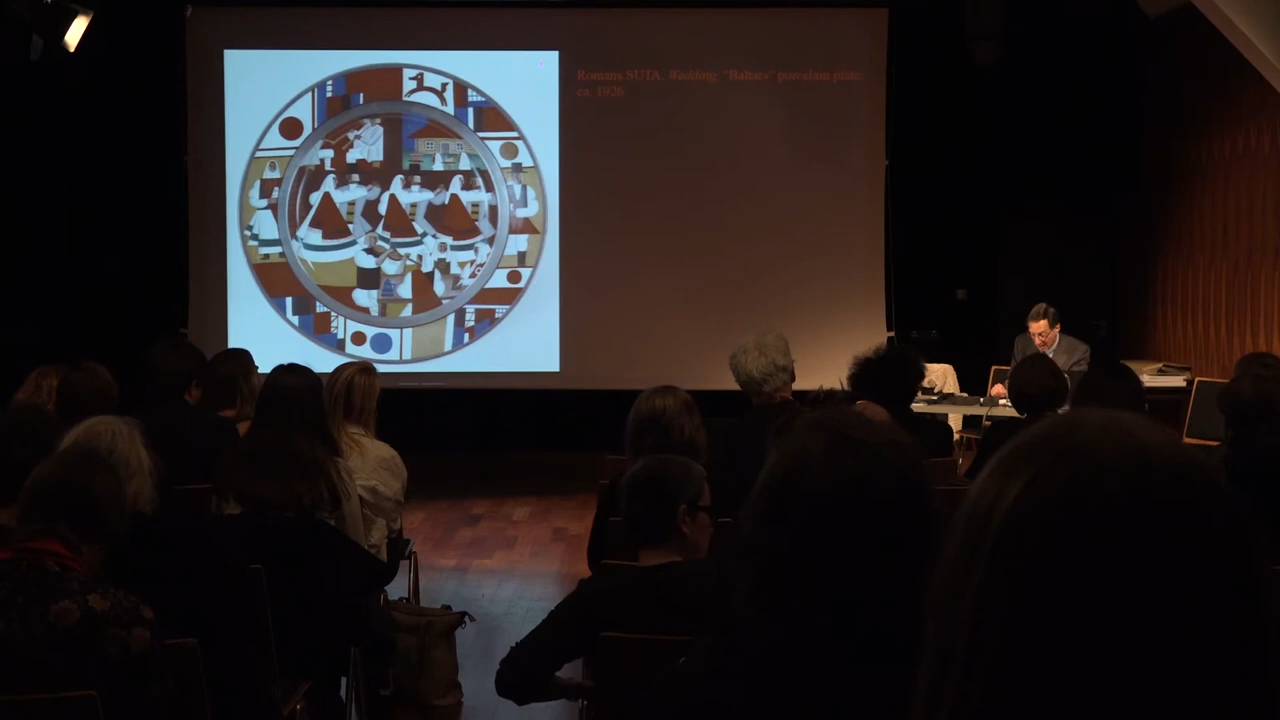 Romans SUTA. Wedding. "Baltars" porcelain plate.
ca. 1926